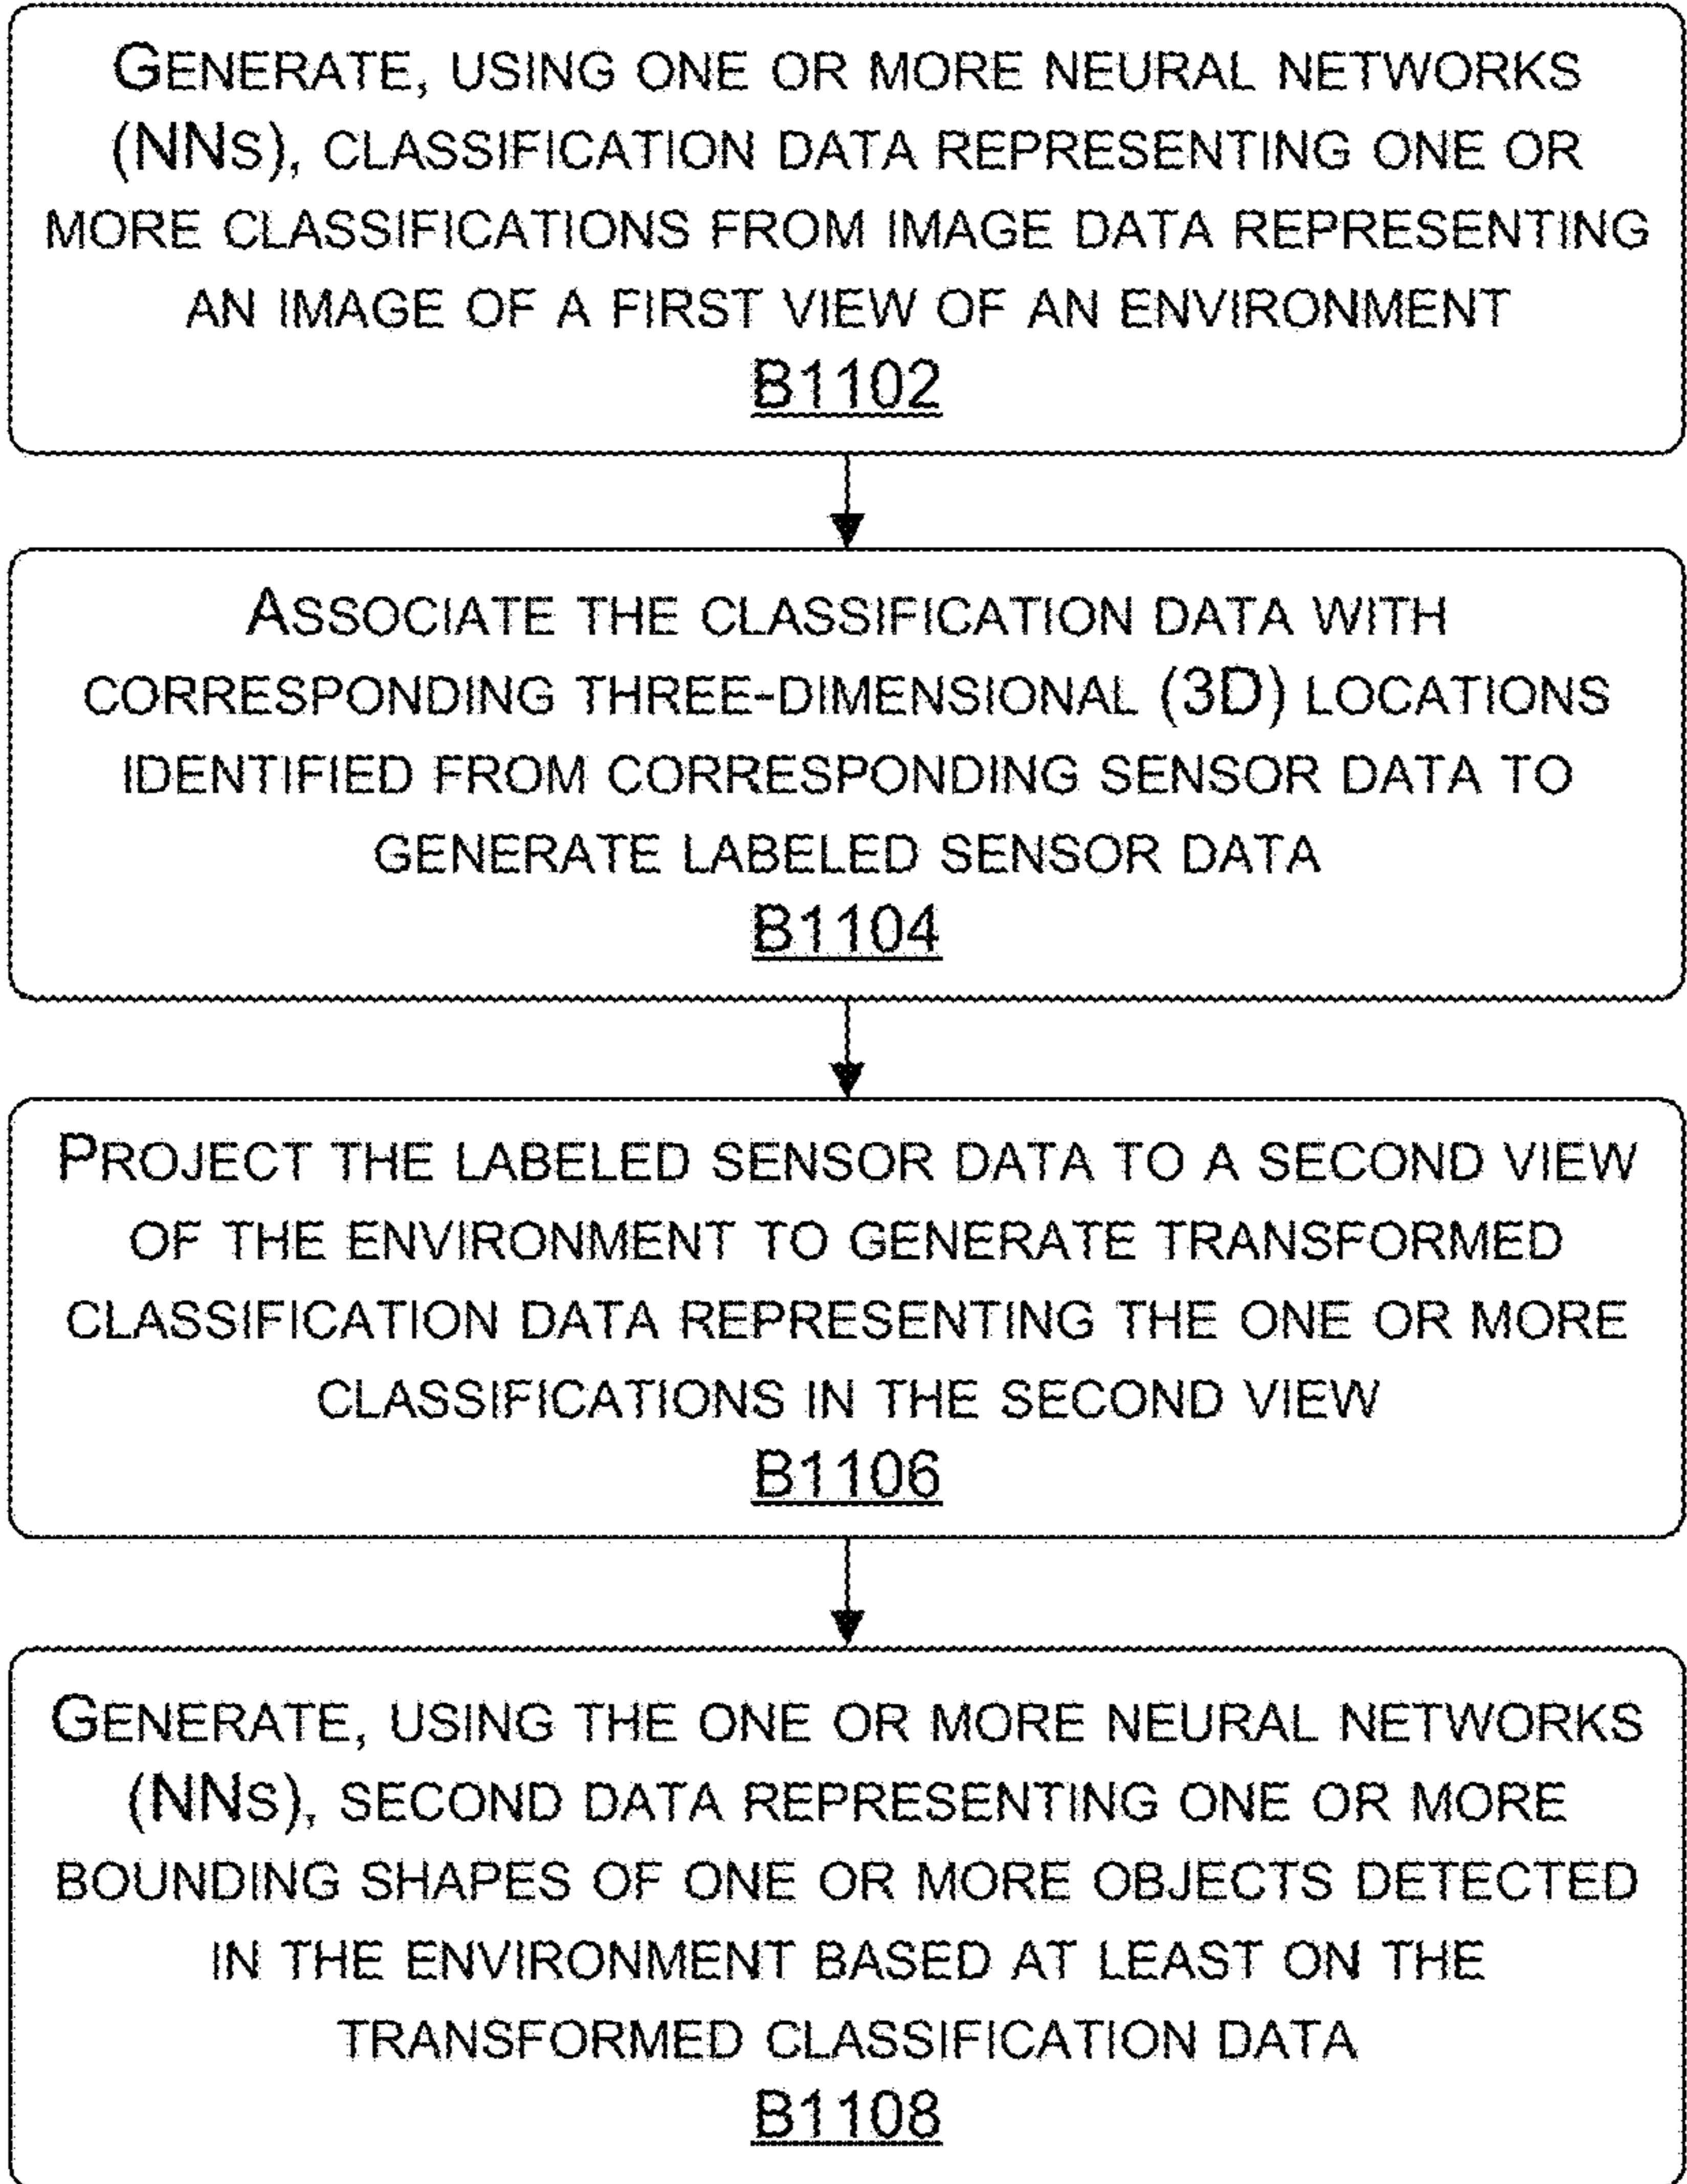 GENERATE, USING ONE OR MORE NEURAL NETWORKS
(NNS), CLASSIFICATION DATA REPRESENTING ONE OR
MORE CLASSIFICATIONS FROM IMAGE DATA REPRESENTING
AN IMAGE OF A FIRST VIEW OF AN ENVIRONMENT
B1102
ASSOCIATE THE CLASSIFICATION DATA WITH
CORRESPONDING THREE-DIMENSIONAL (3D) LOCATIONS
IDENTIFIED FROM CORRESPONDING SENSOR DATA TO
GENERATE LABELED SENSOR DATA
B1104
PROJECT THE LABELED SENSOR DATA TO A SECOND VIEW
OF THE ENVIRONMENT TO GENERATE TRANSFORMED
CLASSIFICATION DATA REPRESENTING THE ONE OR MORE
CLASSIFICATIONS IN THE SECOND VIEW
B1106
GENERATE, USING THE ONE OR MORE NEURAL NETWORKS
(NNS), SECOND DATA REPRESENTING ONE OR MORE
BOUNDING SHAPES OF ONE OR MORE OBJECTS DETECTED
IN THE ENVIRONMENT BASED AT LEAST ON THE
TRANSFORMED CLASSIFICATION DATA
B1108